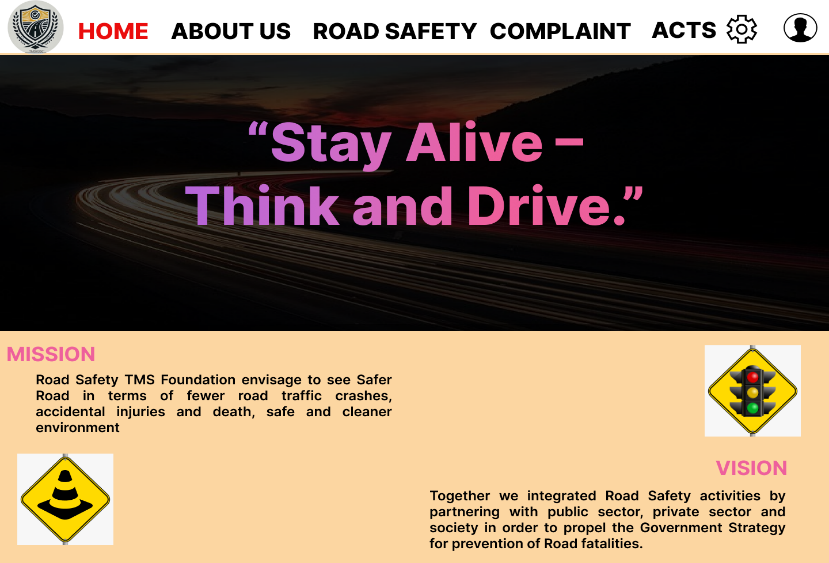 HOME ABOUT US ROAD SAFETY COMPLAINT ACTS
“Stay Alive –
Think and Drive.”
MISSION
Road Safety TMS Foundation envisage to see Safer
Road in terms of fewer road traffic crashes,
accidental injuries and death, safe and cleaner
environment
VISION
Together we integrated Road Safety activities by
partnering with public sector, private sector and
society in order to propel the Government Strategy
for prevention of Road fatalities.